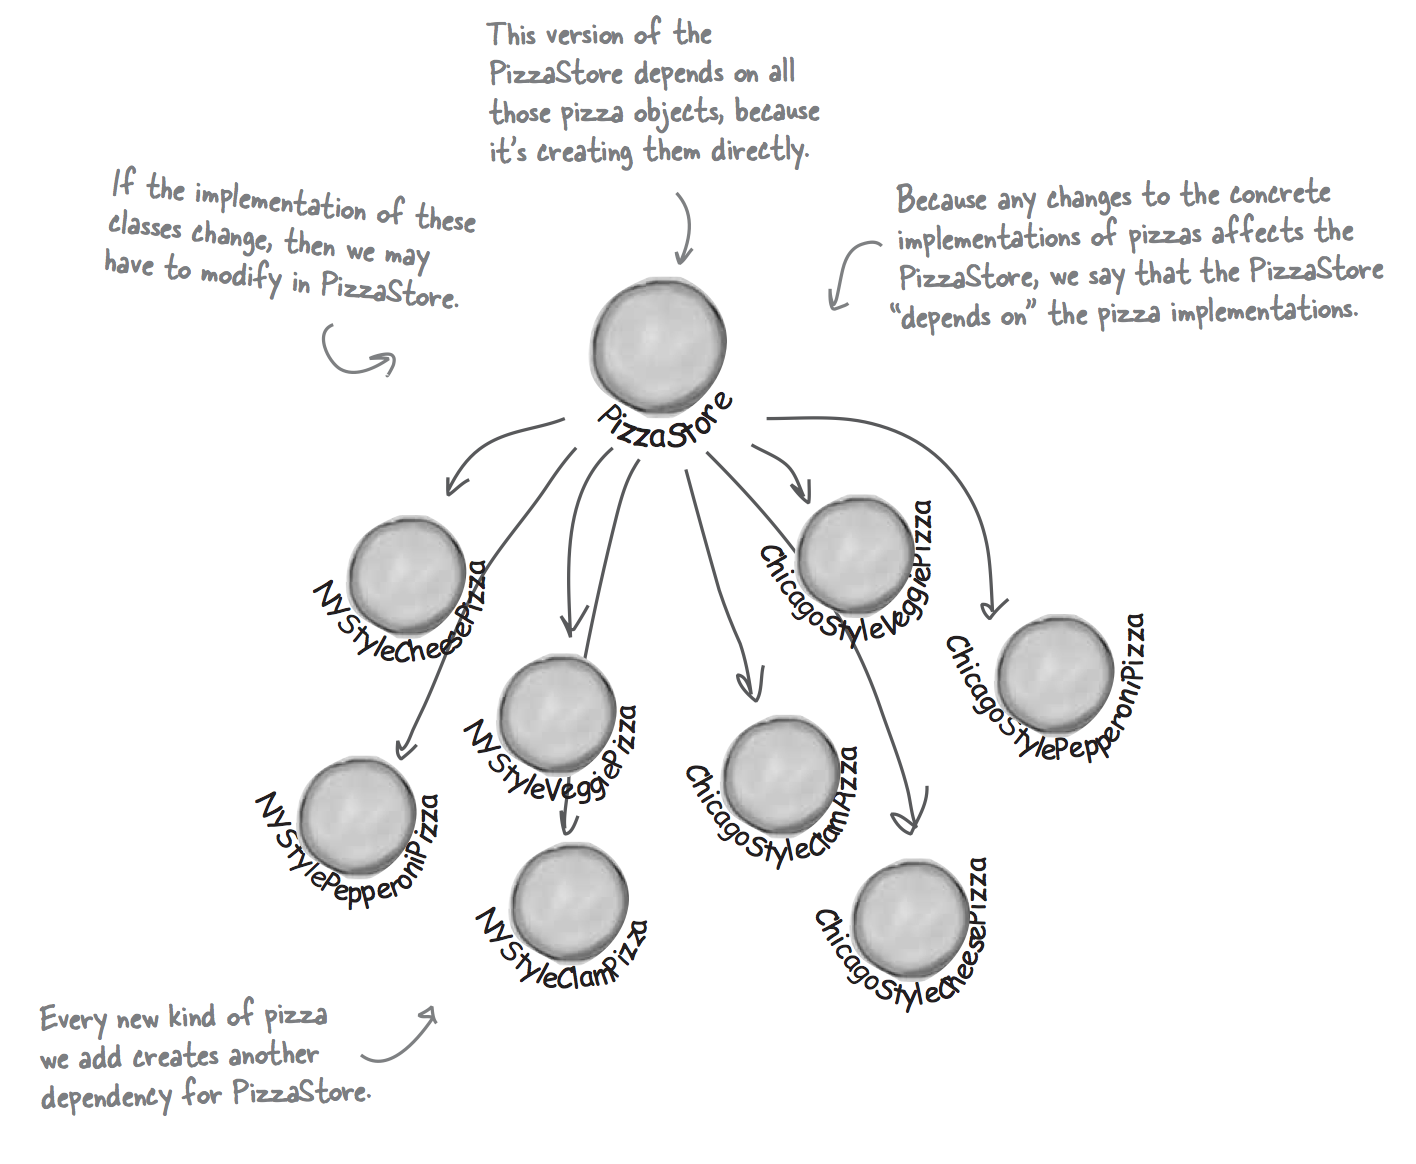 This version of the
PizzaStore depends on all
those pizza objects, because
it's creating them directly.
If the implementation of these
classes change, then we may
have to modify in PizzaStore.
Because any changes to the concrete
implementations of pizzas affects the
PizzaStore, we say that the PizzaStore
“depends on” the pizza implementations.
PizzaStore
NYStyleCheesePizza
ChicagoStyleVeggiePizza
NYStyleVeggiePizza
ChicagoStylePepperoniPizza
NYStylePepperoniPizza
ChicagoStyleClamPizza
NYStyleClamPizza
ChicagoStyleCheesePizza
Every new kind of pizza
we add creates another
dependency for PizzaStore.